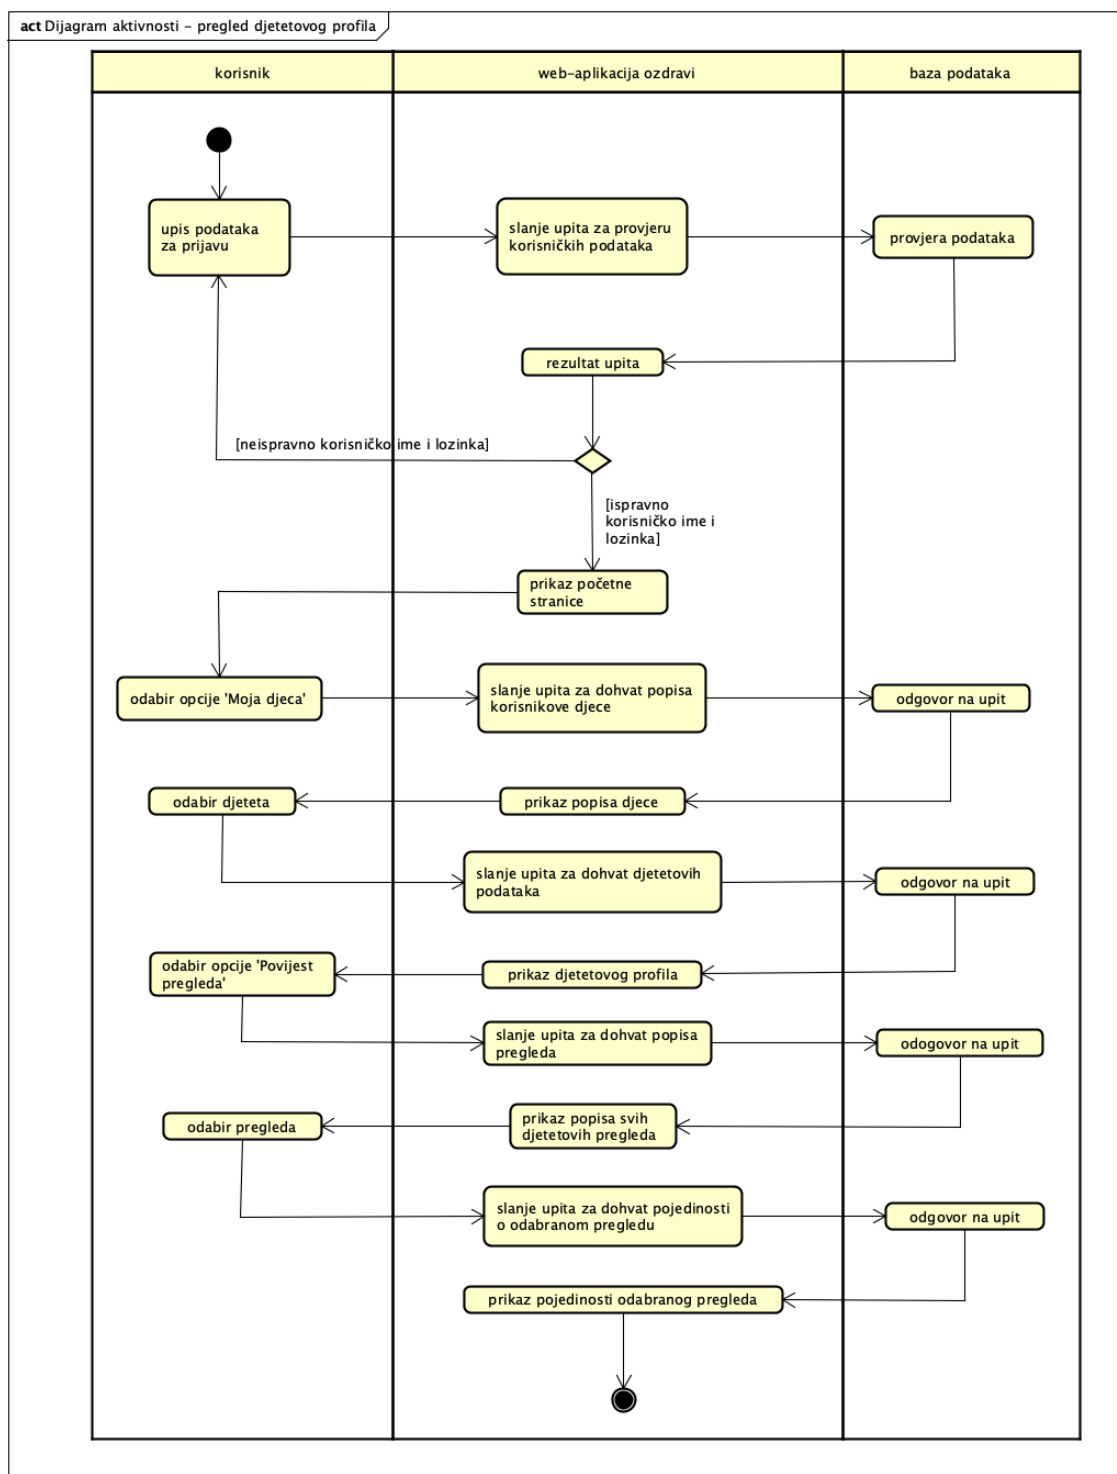 act Dijagram aktivnosti - pregled djetetovog profila
korisnik
web-aplikacija ozdravi
baza podataka
upis podataka
za prijavu
slanje upita za provjeru
korisničkih podataka
provjera podataka
rezultat upita
[neispravno korisničko ime i lozinka]
[ispravno
korisničko ime i
lozinka]
prikaz početne
stranice
odabir opcije 'Moja djeca'
slanje upita za dohvat popisa
korisnikove djece
odgovor na upit
odabir djeteta
prikaz popisa djece
slanje upita za dohvat djetetovih
podataka
odgovor na upit
odabir opcije 'Povijest
pregleda'
prikaz djetetovog profila
slanje upita za dohvat popisa
pregleda
odogovor na upit
odabir pregleda
prikaz popisa svih
djetetovih pregleda
slanje upita za dohvat pojedinosti
o odabranom pregledu
odgovor na upit
prikaz pojedinosti odabranog pregleda